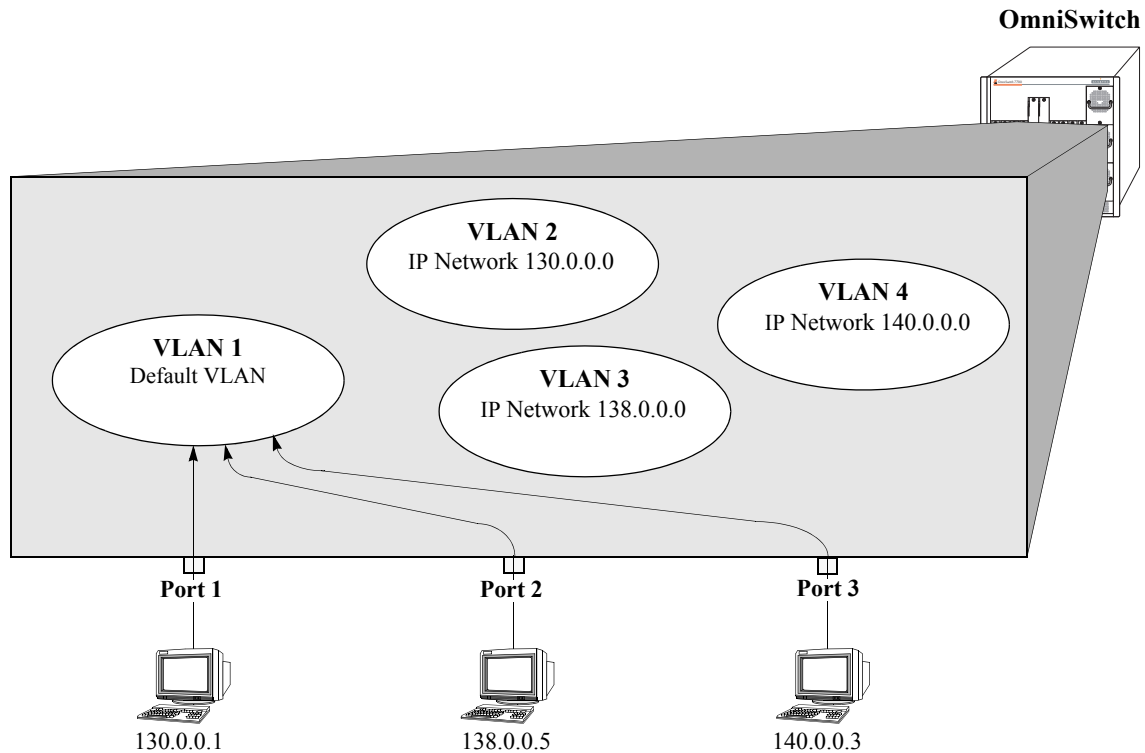 OmniSwitch
VLAN 2
IP Network 130.0.0.0
VLAN 4
IP Network 140.0.0.0
VLAN 1
Default VLAN
VLAN 3
IP Network 138.0.0.0
Port 1
Port 2
Port 3
130.0.0.1
138.0.0.5
140.0.0.3